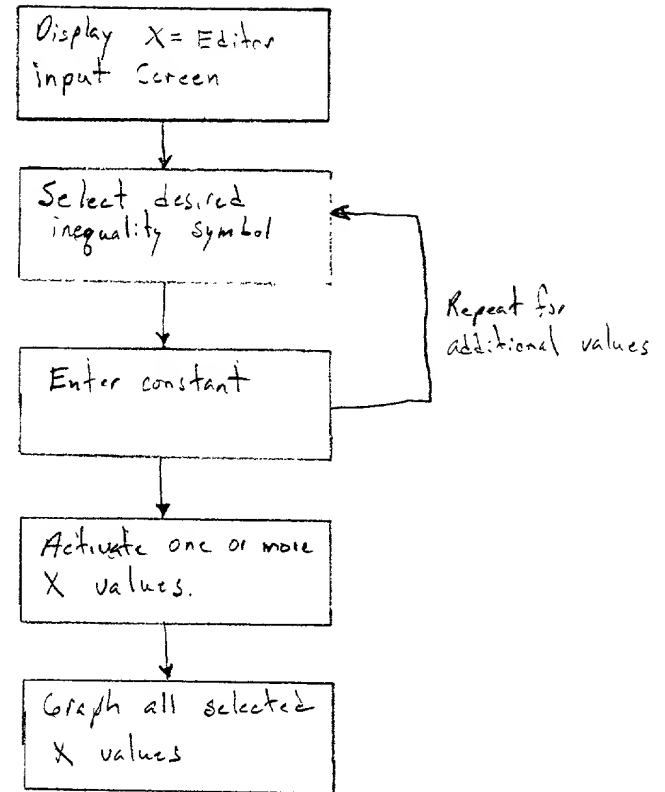 Display X= Editor
input Screen
Select desired
inequality symbol
Repeat for
additional values
Enter constant
Activate one or more
X values.
Graph all selected
X values